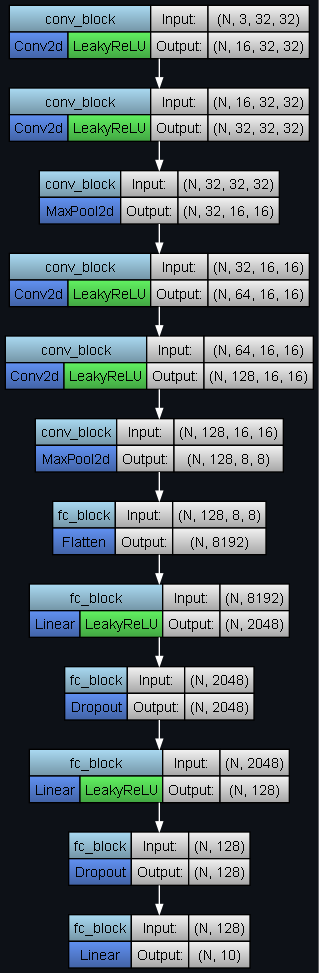 conv_block Input: (N, 3, 32, 32)
Conv2d LeakyReLU Output: (N, 16, 32, 32)
conv_block Input: (N, 16, 32, 32)
Conv2d LeakyReLU Output: (N, 32, 32, 32)
conv_block Input: (N, 32, 32, 32)
MaxPool2d Output: (N, 32, 16, 16)
conv_block Input: (N, 32, 16, 16)
Conv2d LeakyReLU Output: (N, 64, 16, 16)
conv_block Input: (N, 64, 16, 16)
Conv2d LeakyReLU Output: (N, 128, 16, 16)
conv_block Input: (N, 128, 16, 16)
MaxPool2d Output: (N, 128, 8, 8)
fc_block Input: (N, 128, 8, 8)
Flatten Output: (N, 8192)
fc_block Input: (N, 8192)
Linear LeakyReLU Output: (N, 2048)
fc_block Input: (N, 2048)
Dropout Output: (N, 2048)
fc_block Input: (N, 2048)
Linear LeakyReLU Output: (N, 128)
fc_block Input: (N, 128)
Dropout Output: (N, 128)
fc_block Input: (N, 128)
Linear Output: (N, 10)